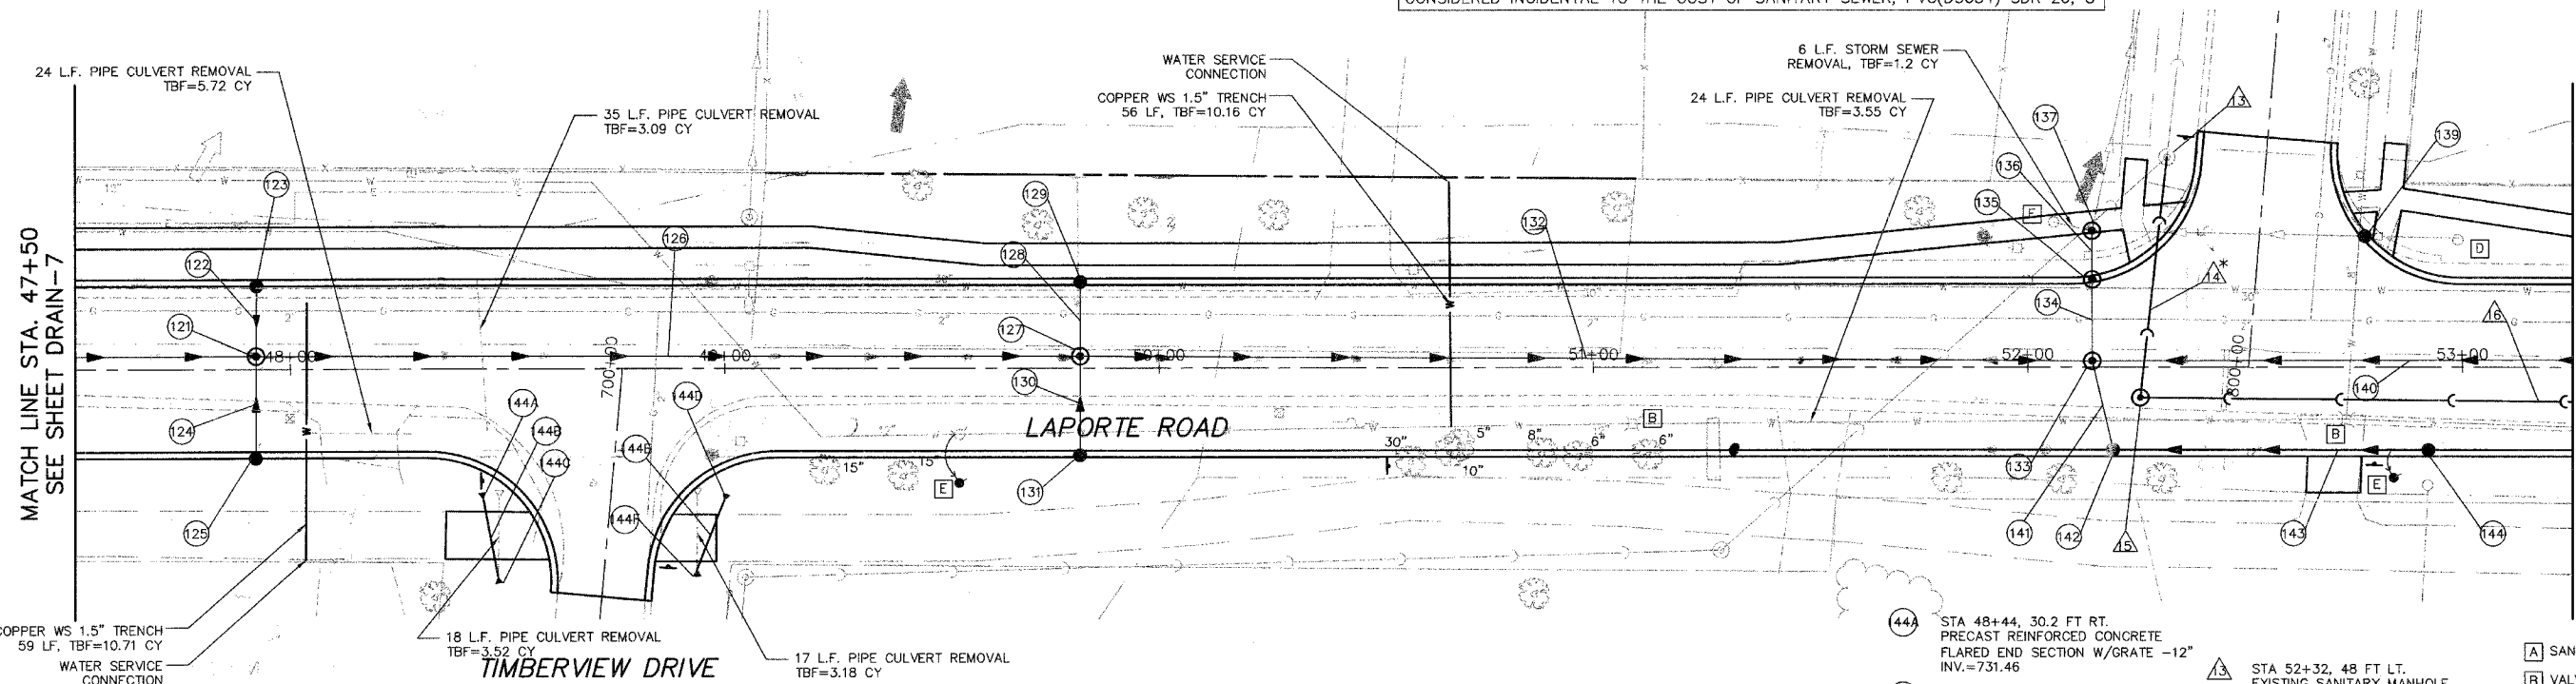 CONSIDERED INCIDENTAL TO THE COST OF SANITARY SEWER, PVC(D3034) SDR 26, 8"
24 L.F. PIPE CULVERT REMOVAL
TBF=5.72 CY
35 L.F. PIPE CULVERT REMOVAL
TBF=3.09 CY
WATER SERVICE
CONNECTION
COPPER WS 1.5" TRENCH
56 LF, TBF=10.16 CY
6 L.F. STORM SEWER
REMOVAL, TBF=1.2 CY
24 L.F. PIPE CULVERT REMOVAL
TBF=3.55 CY
MATCH LINE STA. 47+50
SEE SHEET DRAIN-7
123
122
121
124
125
126
129
128
127
130
131
132
137
136
135
134
133
13
139
14*
16
140
141
142
15
143
144
48+00
49+00
50+00
51+00
52+00
53+00
700+00
800+00
144A
144B
144C
144D
144E
144F
LAPORTE ROAD
B
B
D
E
E
F
15"
15"
30"
5"
10"
8"
6"
6"
COPPER WS 1.5" TRENCH
59 LF, TBF=10.71 CY
WATER SERVICE
CONNECTION
18 L.F. PIPE CULVERT REMOVAL
TBF=3.52 CY
TIMBERVIEW DRIVE
17 L.F. PIPE CULVERT REMOVAL
TBF=3.18 CY
144A STA 48+44, 30.2 FT RT.
PRECAST REINFORCED CONCRETE
FLARED END SECTION W/GRATE -12"
INV.=731.46
13 STA 52+32, 48 FT LT.
EXISTING SANITARY MANHOLE
A SAN
B VAL